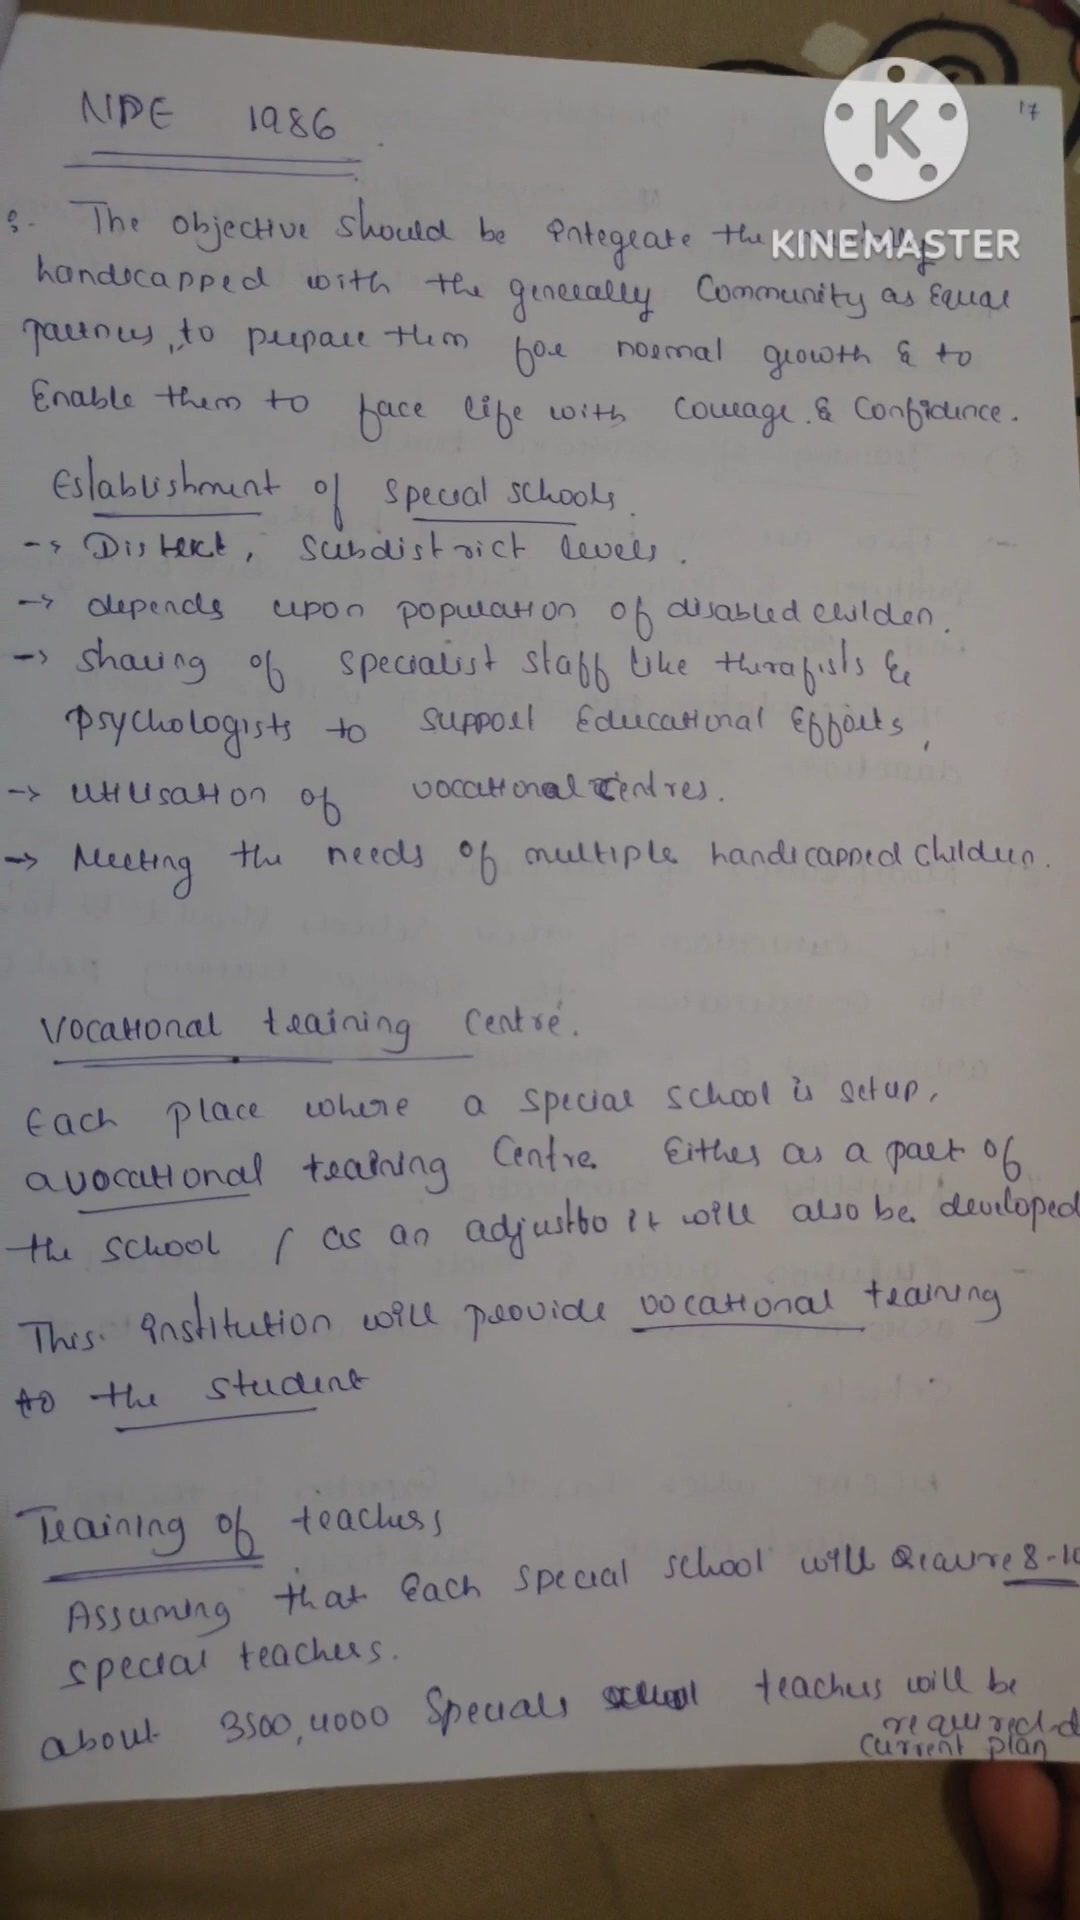 NPE 1986
17
K
KINEMASTER
The objective should be integrate the
handicapped with the generally Community as Equal
partners, to prepare them for normal growth & to
Enable them to face life with courage & Confidence.
Establishment of special schools.
-> District, Subdistrict levels.
-> depends upon population of disabled children.
-> sharing of specialist staff like therapists &
psychologists to support Educational Efforts,
-> utilisation of vocational centres.
-> Meeting the needs of multiple handicapped children.
Vocational training Centre.
Each place where a special school is setup,
a vocational training Centre. Either as a part of
the school / as an it will also be developed
This institution will provide vocational training
to the student
Training of teachers
Assuming that Each special school will 8-10
special teachers.
about 3500, 4000 Specials teachers will be
required
current plan